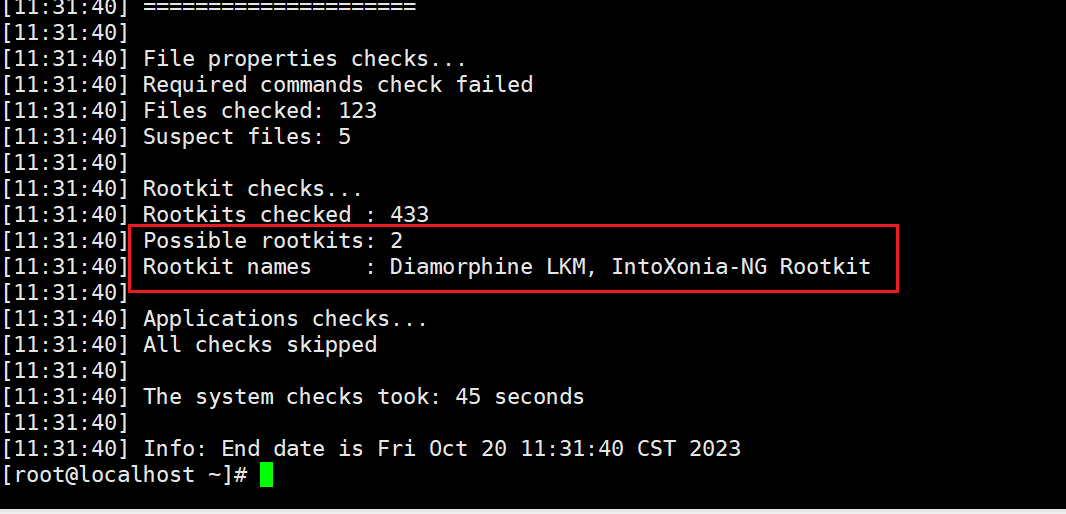 [11:31:40] =====================
[11:31:40]
[11:31:40] File properties checks...
[11:31:40] Required commands check failed
[11:31:40] Files checked: 123
[11:31:40] Suspect files: 5
[11:31:40]
[11:31:40] Rootkit checks...
[11:31:40] Rootkits checked : 433
[11:31:40] Possible rootkits: 2
[11:31:40] Rootkit names    : Diamorphine LKM, IntoXonia-NG Rootkit
[11:31:40]
[11:31:40] Applications checks...
[11:31:40] All checks skipped
[11:31:40]
[11:31:40] The system checks took: 45 seconds
[11:31:40]
[11:31:40] Info: End date is Fri Oct 20 11:31:40 CST 2023
[root@localhost ~]#